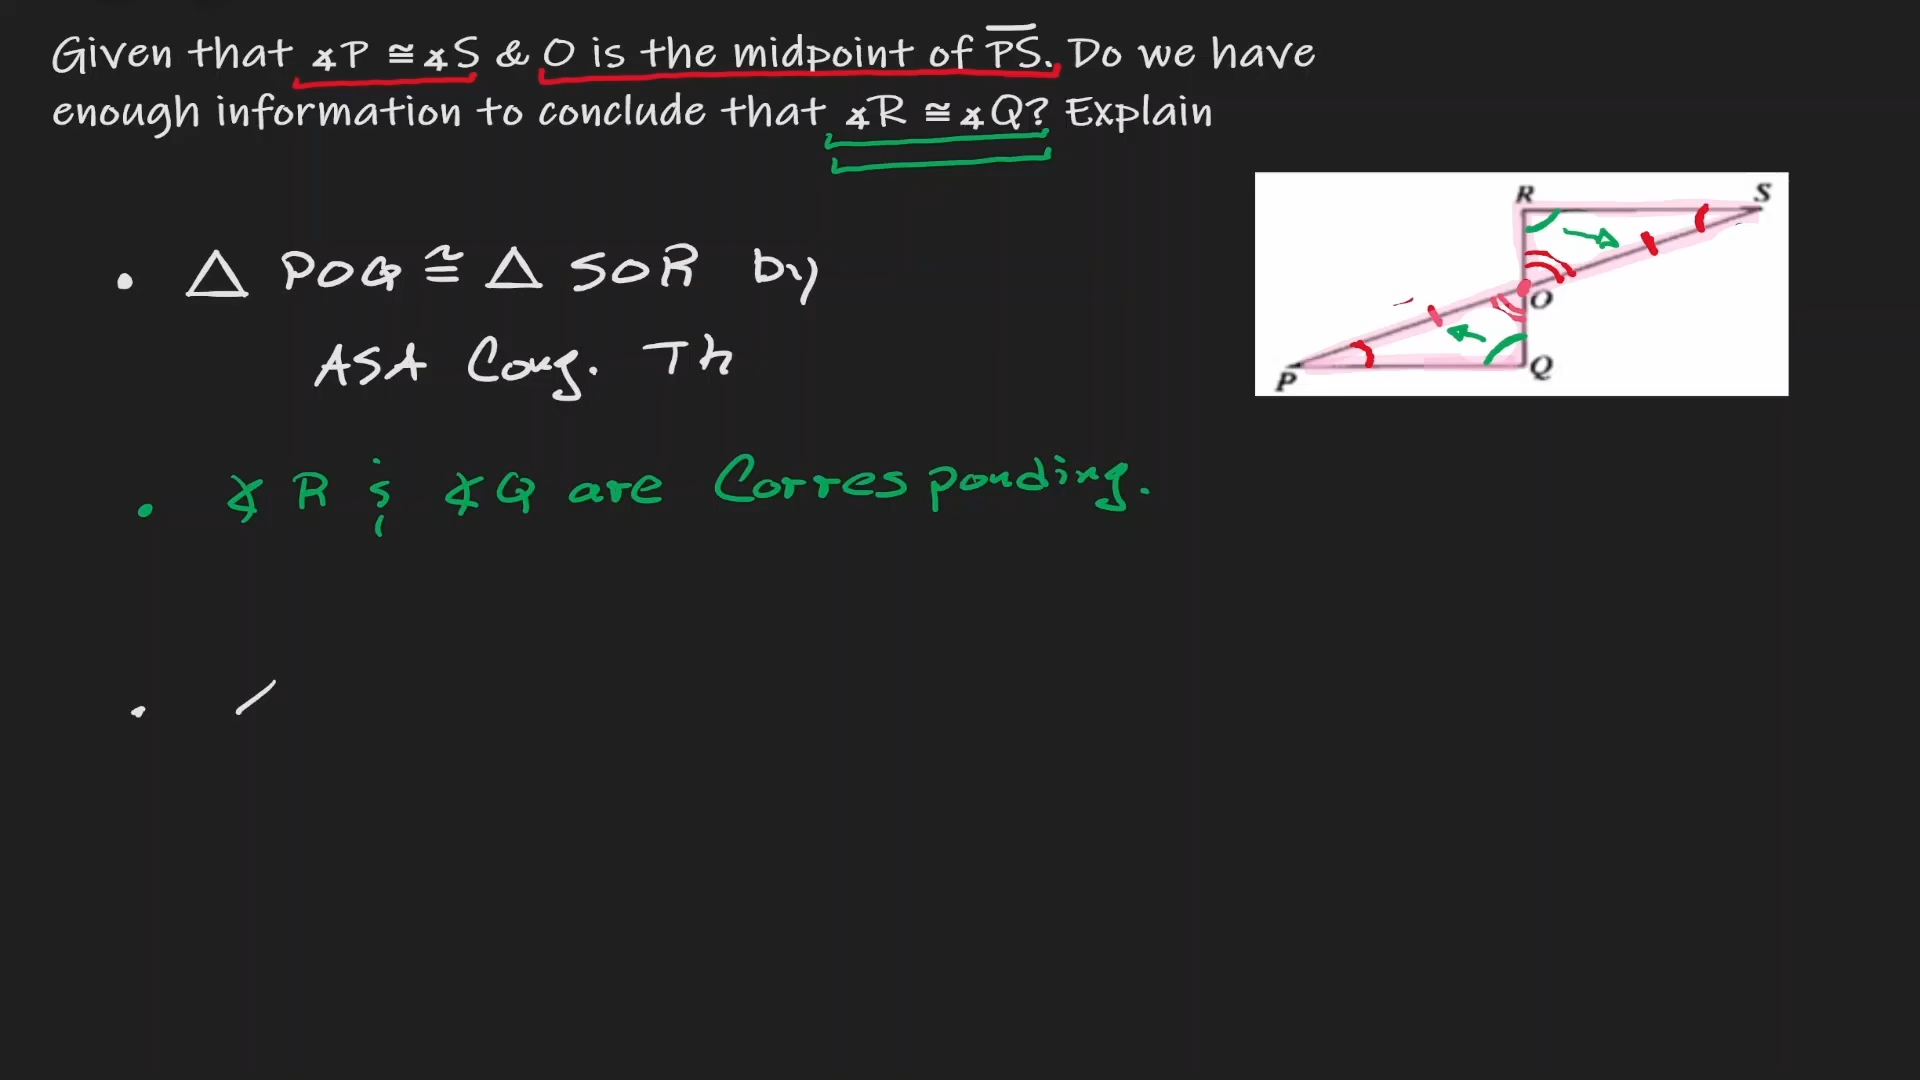 Given that ∡P ≅ ∡S & O is the midpoint of P̅S̅. Do we have
enough information to conclude that ∡R ≅ ∡Q? Explain
R
S
O
P
Q
• △ POQ ≅ △ SOR by
ASA Cong. Th
• ∡ R & ∡Q are Corresponding.
•